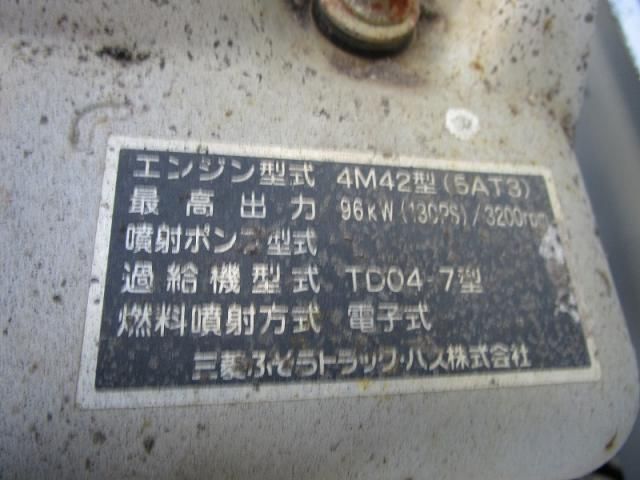 エンジン型式 4M42型(5AT3)
最高出力 96kW(130PS)/3200rpm
噴射ポンプ型式
過給機型式 TD04-7型
燃料噴射方式 電子式
三菱ふそうトラック・バス株式会社